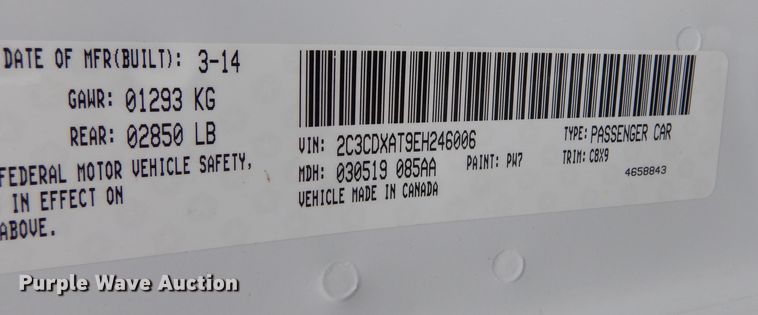 DATE OF MFR(BUILT): 3-14
GAWR: 01293 KG
REAR: 02850 LB
FEDERAL MOTOR VEHICLE SAFETY,
IN EFFECT ON
ABOVE.
VIN: 2C3CDXAT9EH246006
TYPE: PASSENGER CAR
MDH: 030519 085AA
PAINT: PW7
TRIM: CBX9
VEHICLE MADE IN CANADA
4658843
Purple Wave Auction